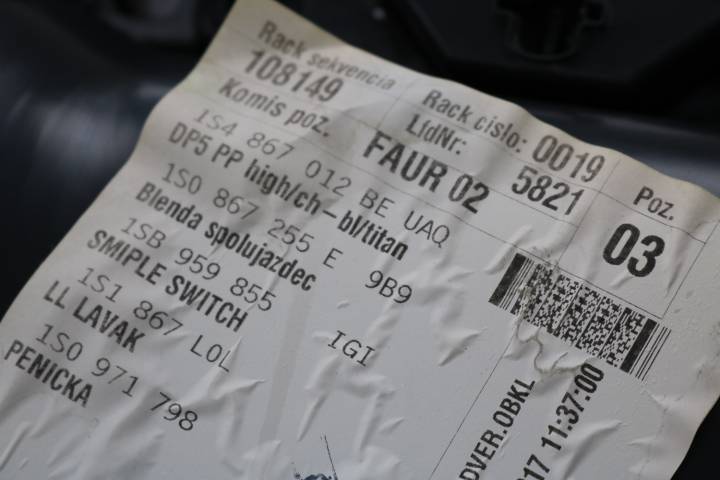 Rack sekvencia
108149
Rack cislo: 0019
Komis poz.
LfdNr: 5821
FAUR 02
Poz.
03
1S4 867 012 BE UAQ
DP5 PP high/ch-bl/titan
1S0 867 255 E 9B9
Blenda spolujazdec
1SB 959 855
SMIPLE SWITCH
1S1 867 L0L IGI
LL LAVAK
1S0 971 798
PENICKA
DVER.OBKL
17 11:37:00